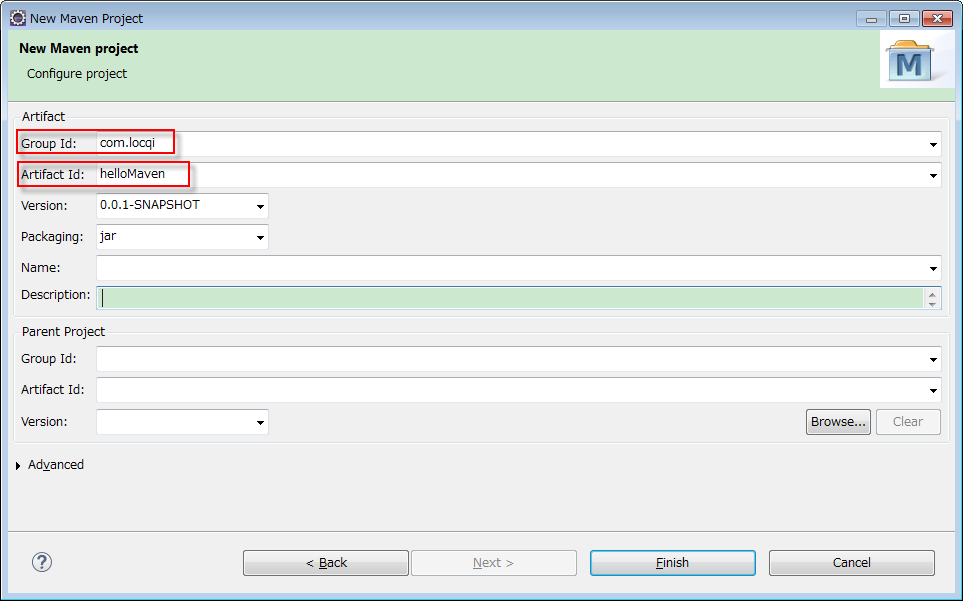 New Maven Project
New Maven project
Configure project
M
Artifact
Group Id: com.locqi
Artifact Id: helloMaven
Version: 0.0.1-SNAPSHOT
Packaging: jar
Name:
Description:
Parent Project
Group Id:
Artifact Id:
Version: Browse... Clear
Advanced
? < Back Next > Finish Cancel